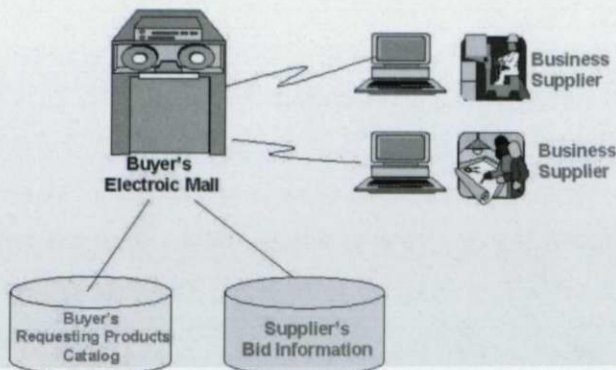 Business
Supplier
Business
Supplier
Buyer's
Electroic Mall
Buyer's
Requesting Products
Catalog
Supplier's
Bid Information